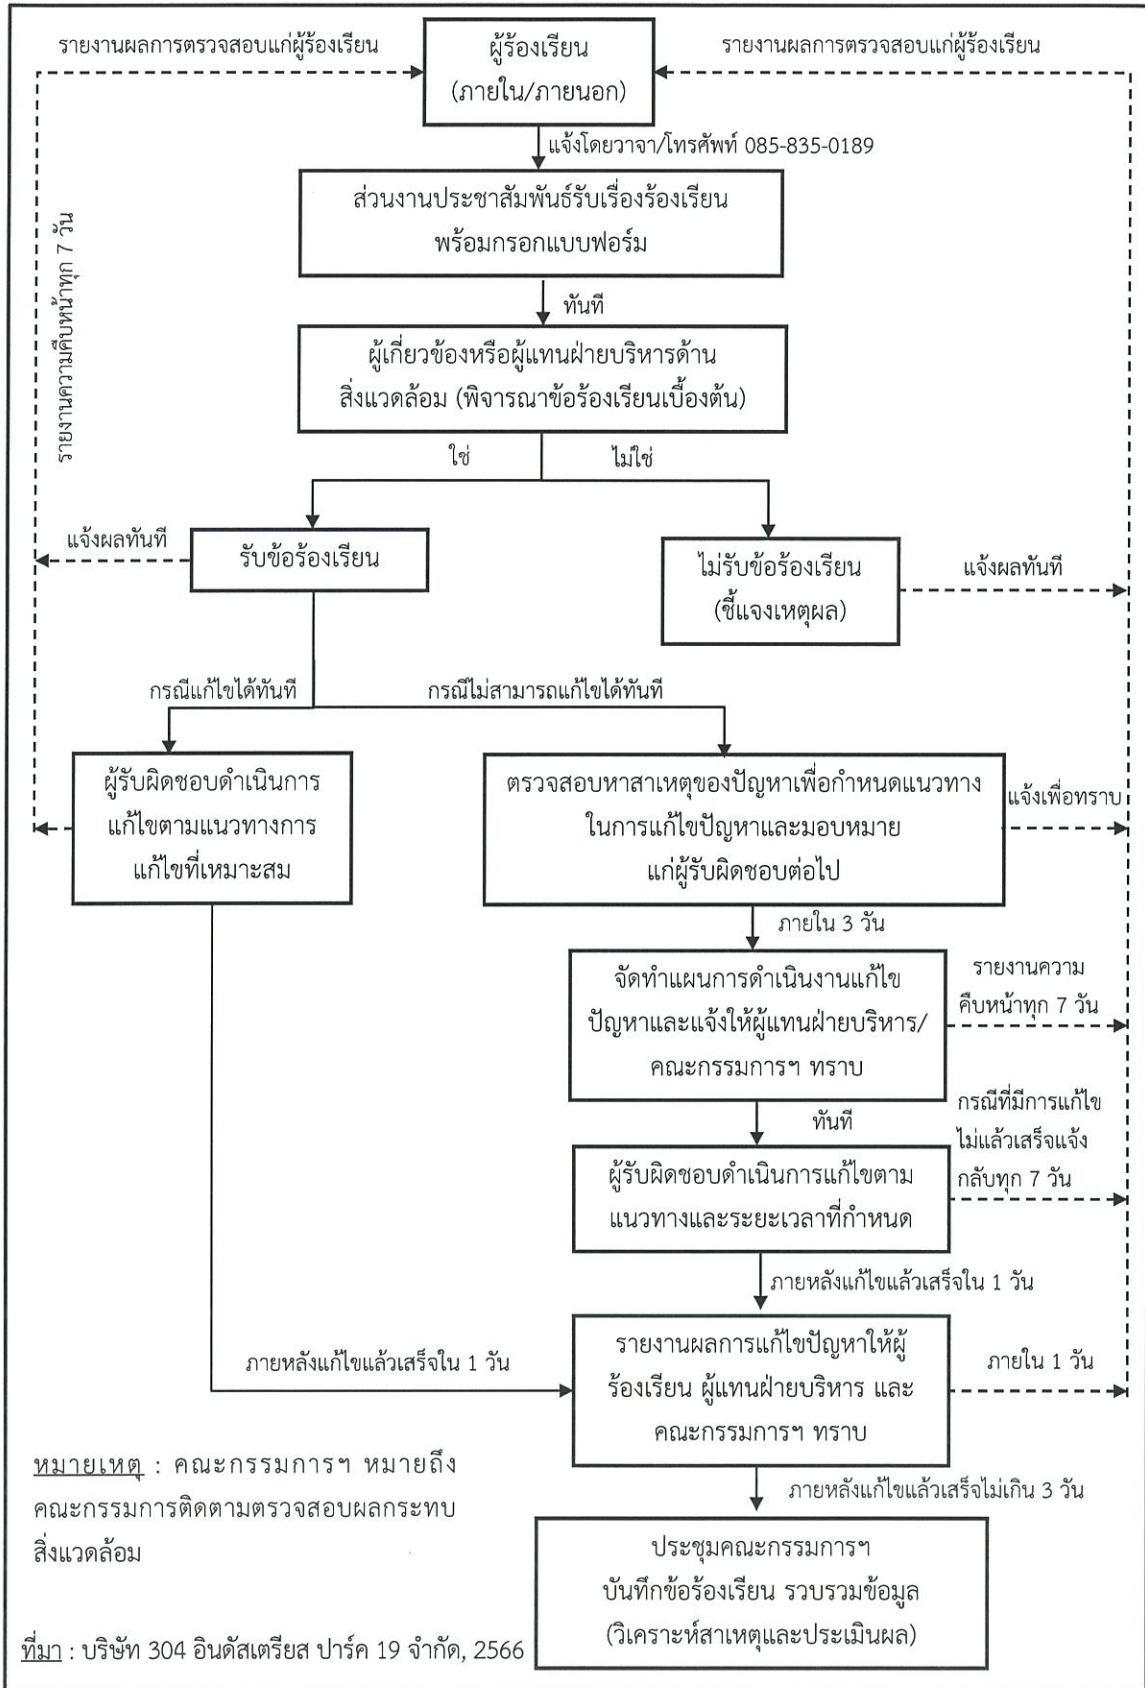 รายงานผลการตรวจสอบแก่ผู้ร้องเรียน
ผู้ร้องเรียน
(ภายใน/ภายนอก)
รายงานผลการตรวจสอบแก่ผู้ร้องเรียน
แจ้งโดยวาจา/โทรศัพท์ 085-835-0189
ส่วนงานประชาสัมพันธ์รับเรื่องร้องเรียน
พร้อมกรอกแบบฟอร์ม
รายงานความคืบหน้าทุก 7 วัน
ทันที
ผู้เกี่ยวข้องหรือผู้แทนฝ่ายบริหารด้าน
สิ่งแวดล้อม (พิจารณาข้อร้องเรียนเบื้องต้น)
ใช่
ไม่ใช่
แจ้งผลทันที
รับข้อร้องเรียน
ไม่รับข้อร้องเรียน
(ชี้แจงเหตุผล)
แจ้งผลทันที
กรณีแก้ไขได้ทันที
กรณีไม่สามารถแก้ไขได้ทันที
ผู้รับผิดชอบดำเนินการ
แก้ไขตามแนวทางการ
แก้ไขที่เหมาะสม
ตรวจสอบหาสาเหตุของปัญหาเพื่อกำหนดแนวทาง
ในการแก้ไขปัญหาและมอบหมาย
แก่ผู้รับผิดชอบต่อไป
แจ้งเพื่อทราบ
ภายใน 3 วัน
จัดทำแผนการดำเนินงานแก้ไข
ปัญหาและแจ้งให้ผู้แทนฝ่ายบริหาร/
คณะกรรมการฯ ทราบ
รายงานความ
คืบหน้าทุก 7 วัน
ทันที
กรณีที่มีการแก้ไข
ไม่แล้วเสร็จแจ้ง
กลับทุก 7 วัน
ผู้รับผิดชอบดำเนินการแก้ไขตาม
แนวทางและระยะเวลาที่กำหนด
ภายหลังแก้ไขแล้วเสร็จใน 1 วัน
ภายหลังแก้ไขแล้วเสร็จใน 1 วัน
รายงานผลการแก้ไขปัญหาให้ผู้
ร้องเรียน ผู้แทนฝ่ายบริหาร และ
คณะกรรมการฯ ทราบ
ภายใน 1 วัน
ภายหลังแก้ไขแล้วเสร็จไม่เกิน 3 วัน
ประชุมคณะกรรมการฯ
บันทึกข้อร้องเรียน รวบรวมข้อมูล
(วิเคราะห์สาเหตุและประเมินผล)
หมายเหตุ : คณะกรรมการฯ หมายถึง
คณะกรรมการติดตามตรวจสอบผลกระทบ
สิ่งแวดล้อม
ที่มา : บริษัท 304 อินดัสเตรียส ปาร์ค 19 จำกัด, 2566